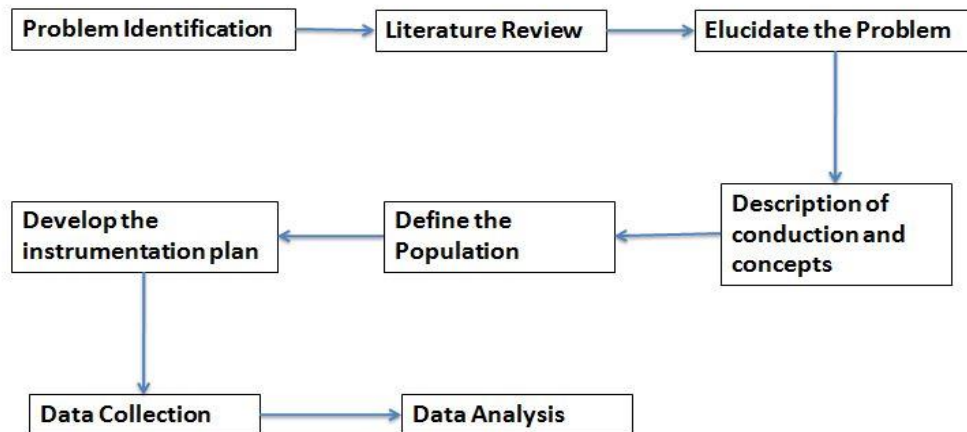 Problem Identification
Literature Review
Elucidate the Problem
Description of
conduction and
concepts
Define the
Population
Develop the
instrumentation plan
Data Collection
Data Analysis